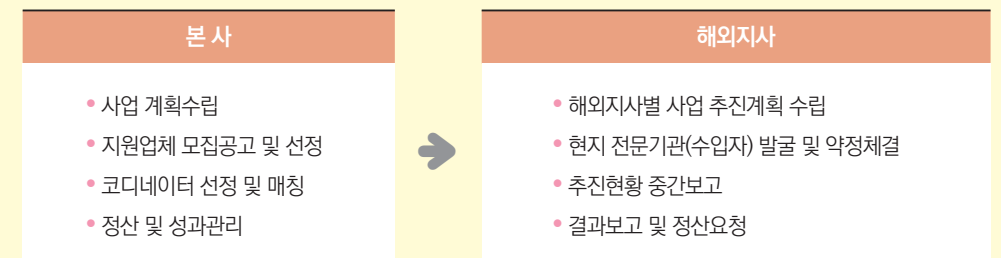 본 사
• 사업 계획수립
• 지원업체 모집공고 및 선정
• 코디네이터 선정 및 매칭
• 정산 및 성과관리
해외지사
• 해외지사별 사업 추진계획 수립
• 현지 전문기관(수입자) 발굴 및 약정체결
• 추진현황 중간보고
• 결과보고 및 정산요청